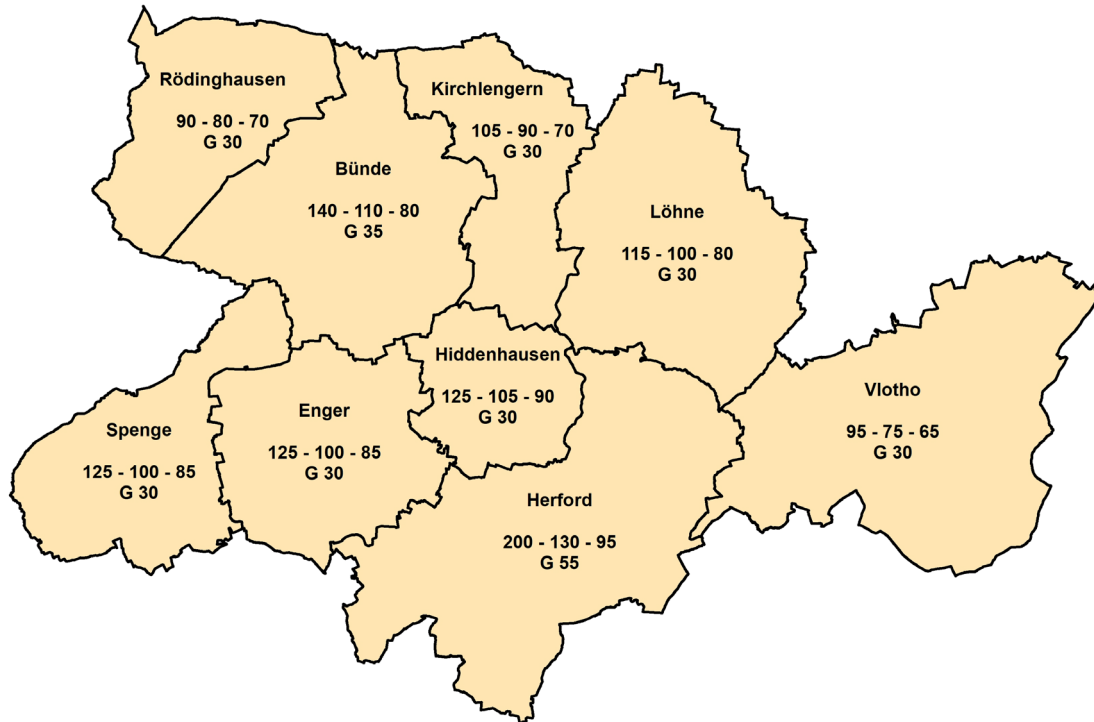 Rödinghausen
90 - 80 - 70
G 30
Kirchlengern
105 - 90 - 70
G 30
Bünde
140 - 110 - 80
G 35
Löhne
115 - 100 - 80
G 30
Hiddenhausen
125 - 105 - 90
G 30
Vlotho
95 - 75 - 65
G 30
Enger
125 - 100 - 85
G 30
Spenge
125 - 100 - 85
G 30
Herford
200 - 130 - 95
G 55